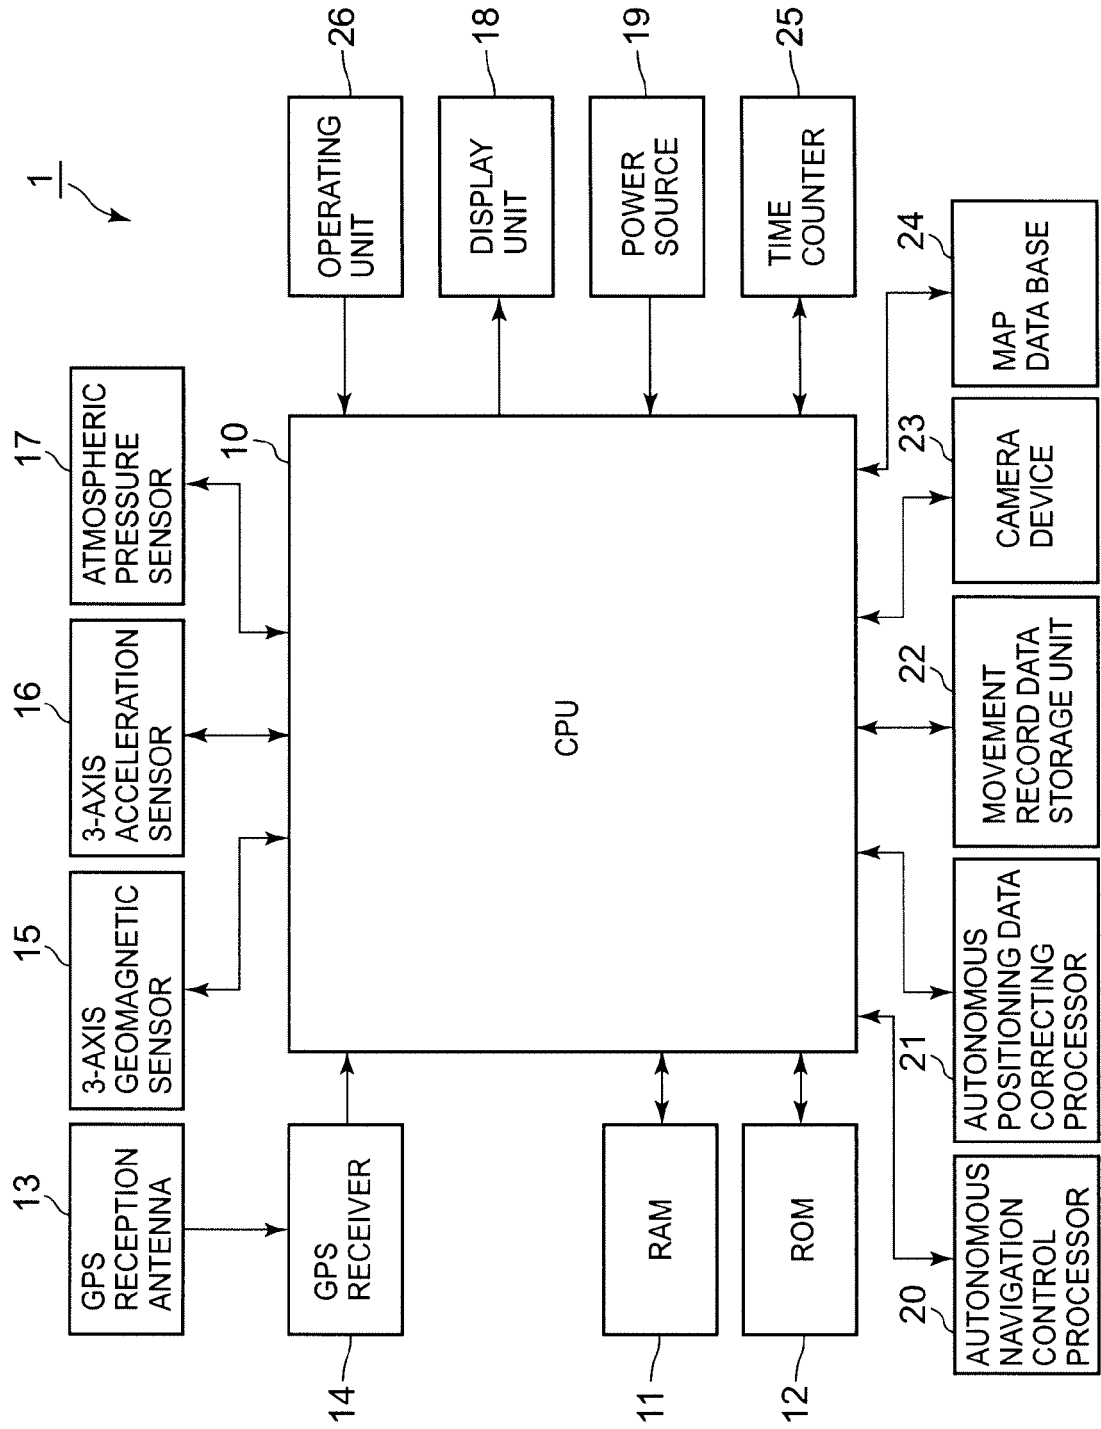 1
13
GPS
RECEPTION
ANTENNA
15
3-AXIS
GEOMAGNETIC
SENSOR
16
3-AXIS
ACCELERATION
SENSOR
17
ATMOSPHERIC
PRESSURE
SENSOR
14
GPS
RECEIVER
10
CPU
OPERATING
UNIT
26
DISPLAY
UNIT
18
POWER
SOURCE
19
TIME
COUNTER
25
11
RAM
12
ROM
20
AUTONOMOUS
NAVIGATION
CONTROL
PROCESSOR
21
AUTONOMOUS
POSITIONING DATA
CORRECTING
PROCESSOR
22
MOVEMENT
RECORD DATA
STORAGE UNIT
23
CAMERA
DEVICE
24
MAP
DATA BASE